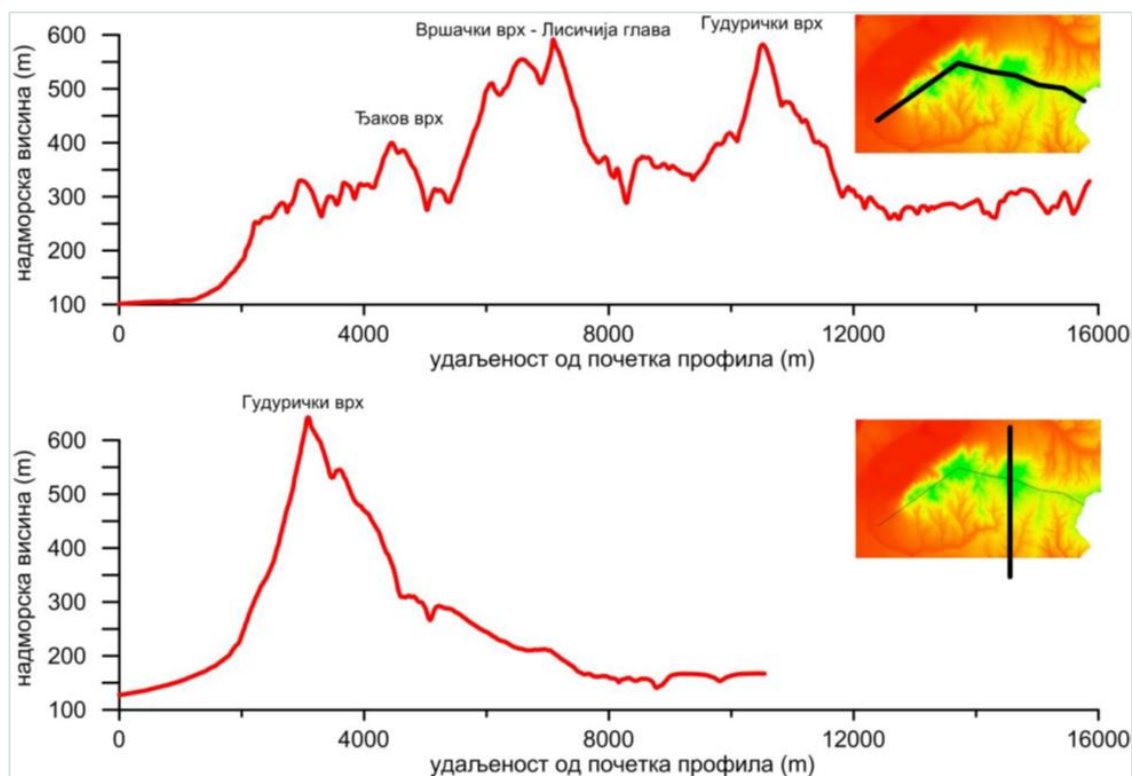 Вршачки врх - Лисичија глава
Гудурички врх
Ђаков врх
надморска висина (m)
600
500
400
300
200
100
0
4000
8000
12000
16000
удаљеност од почетка профила (m)
Гудурички врх
надморска висина (m)
600
500
400
300
200
100
0
4000
8000
12000
16000
удаљеност од почетка профила (m)